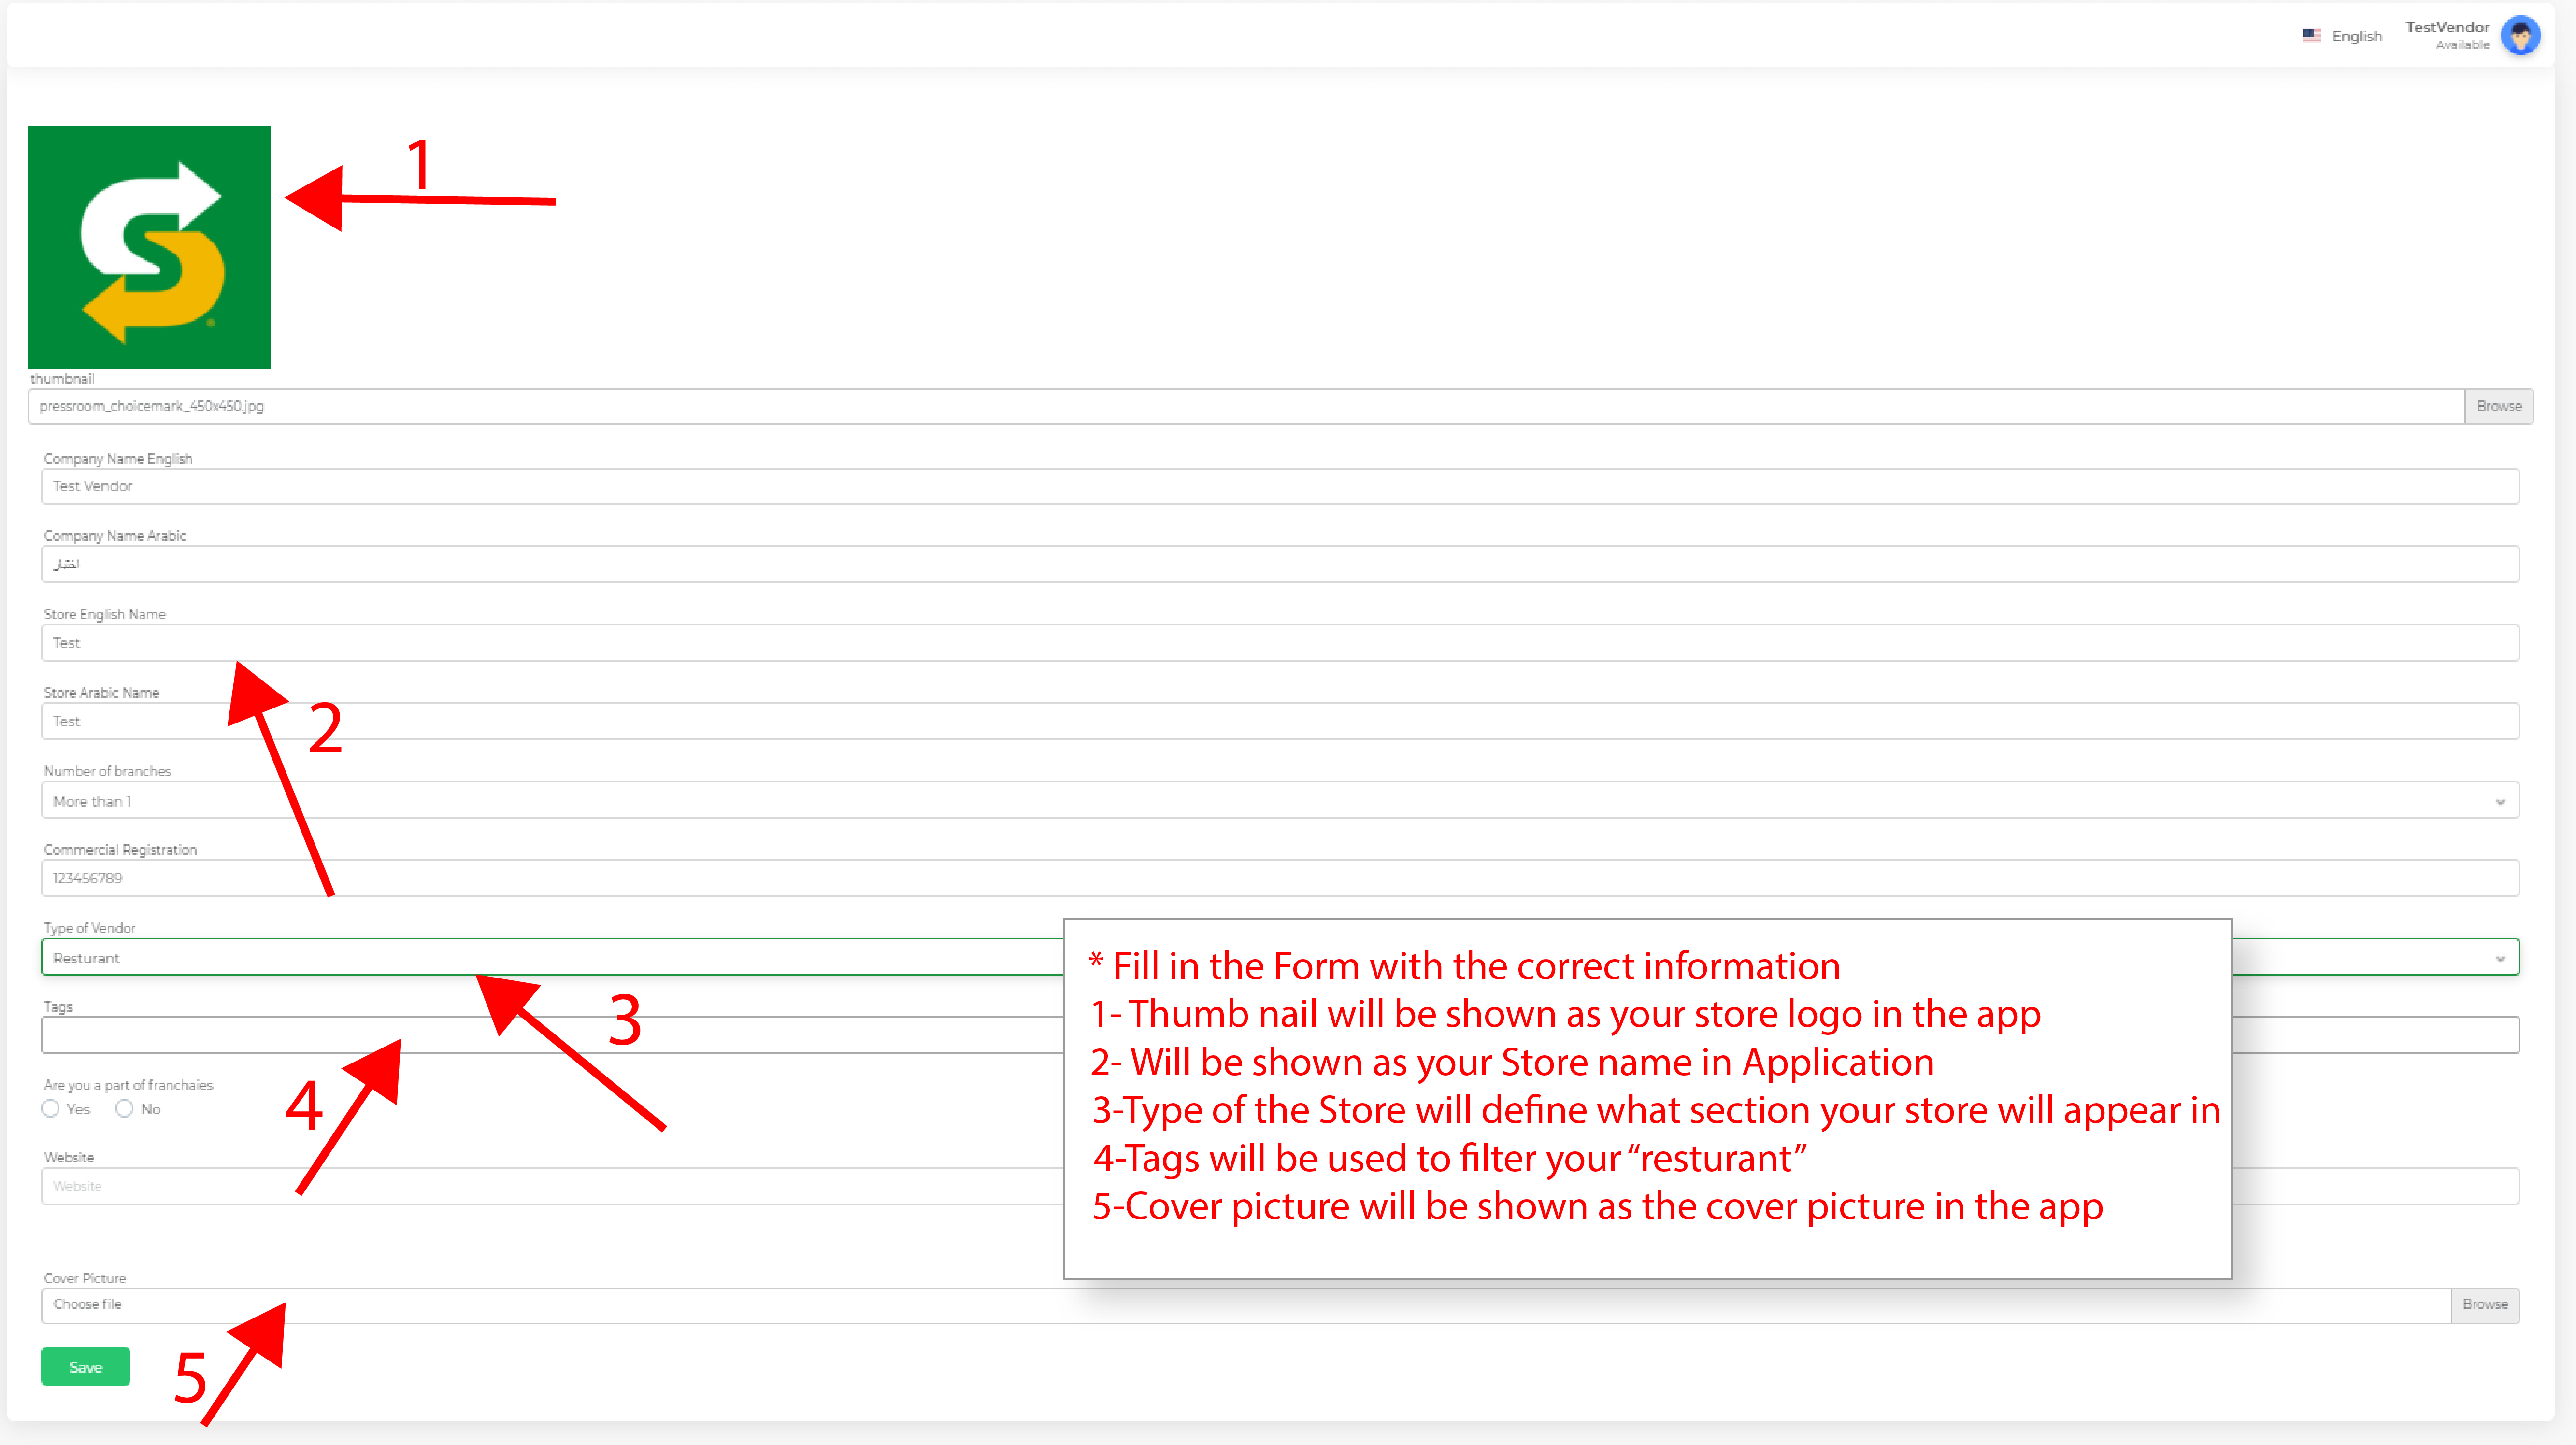 English
TestVendor
Available
1
thumbnail
pressroom_choicemark_450x450.jpg
Browse
Company Name English
Test Vendor
Company Name Arabic
اختبار
Store English Name
Test
Store Arabic Name
Test
2
Number of branches
More than 1
Commercial Registration
123456789
Type of Vendor
Resturant
3
Tags
4
Are you a part of franchaies
Yes
No
Website
Website
* Fill in the Form with the correct information
1- Thumb nail will be shown as your store logo in the app
2- Will be shown as your Store name in Application
3-Type of the Store will define what section your store will appear in
4-Tags will be used to filter your “resturant”
5-Cover picture will be shown as the cover picture in the app
Cover Picture
Choose file
Browse
Save
5